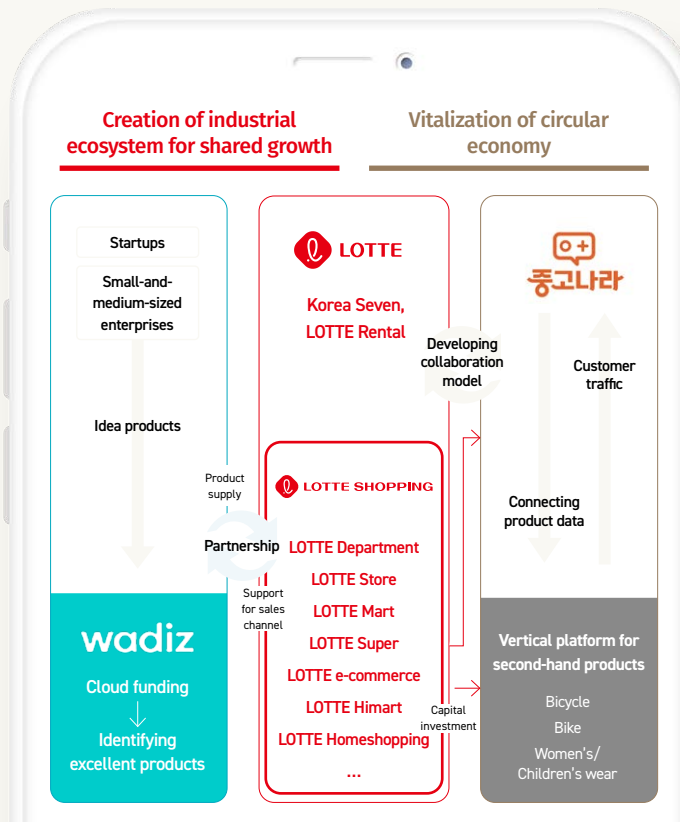 Creation of industrial
ecosystem for shared growth
Vitalization of circular
economy
Startups
Small-and-
medium-sized
enterprises
Idea products
wadiz
Cloud funding
Identifying
excellent products
Product
supply
Partnership
Support
for sales
channel
LOTTE
Korea Seven,
LOTTE Rental
LOTTE SHOPPING
LOTTE Department
LOTTE Store
LOTTE Mart
LOTTE Super
LOTTE e-commerce
LOTTE Himart
LOTTE Homeshopping
...
Developing
collaboration
model
Capital
investment
중고나라
Customer
traffic
Connecting
product data
Vertical platform for
second-hand products
Bicycle
Bike
Women's/
Children's wear